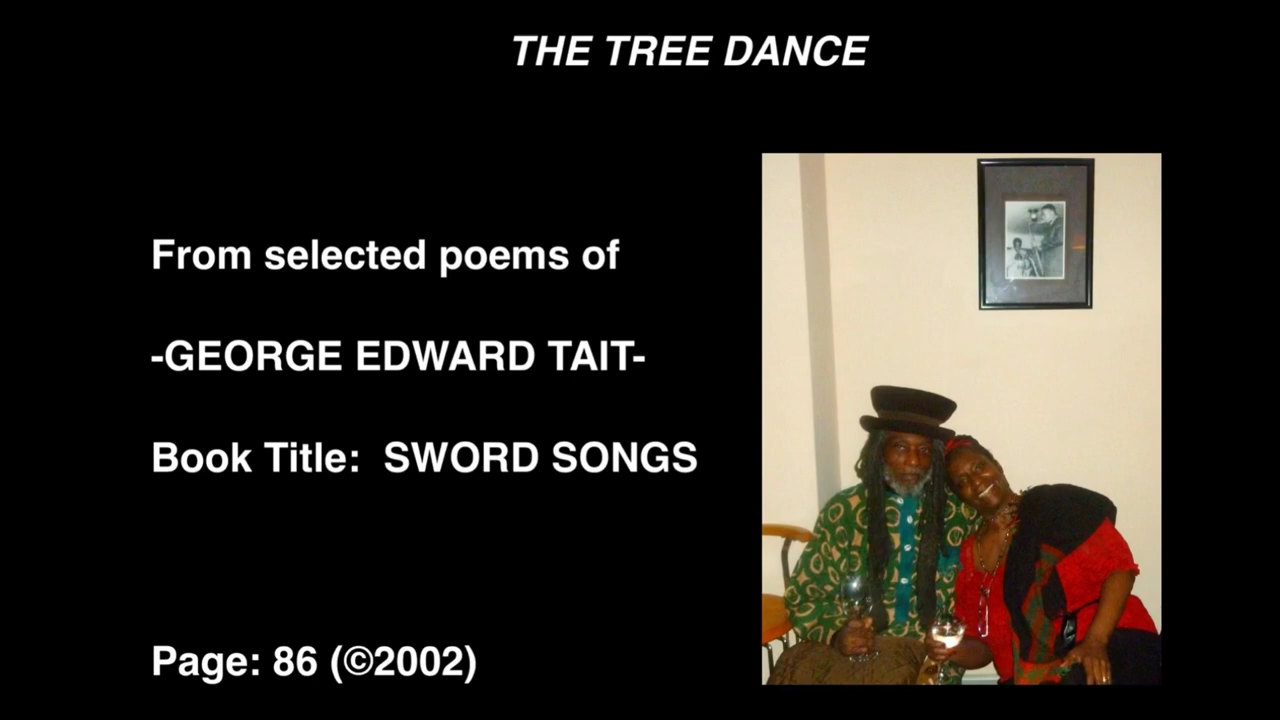 THE TREE DANCE
From selected poems of
-GEORGE EDWARD TAIT-
Book Title:  SWORD SONGS
Page: 86 (©2002)